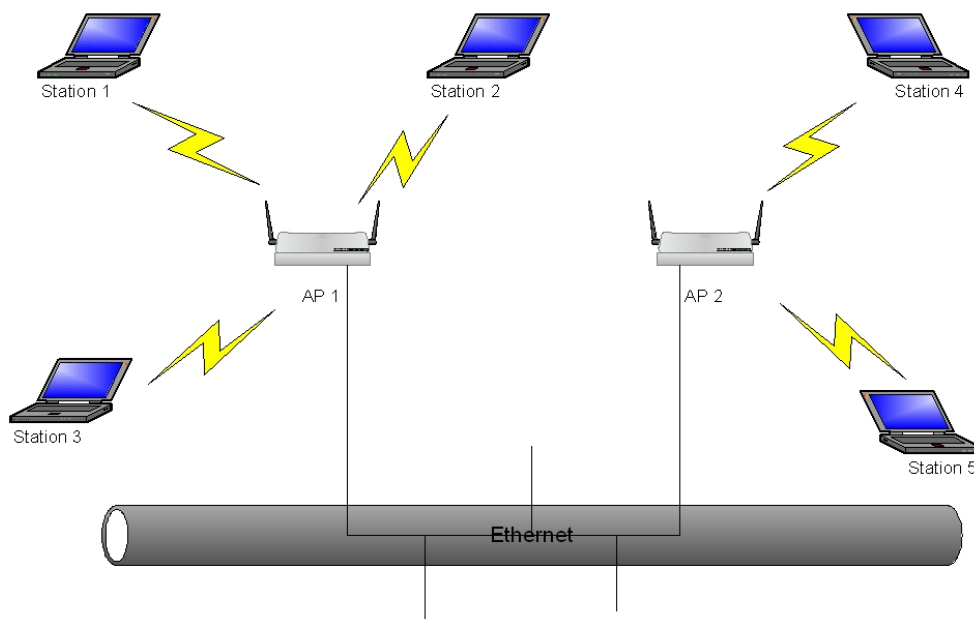 Station 1
Station 2
Station 4
AP 1
AP 2
Station 3
Station 5
Ethernet